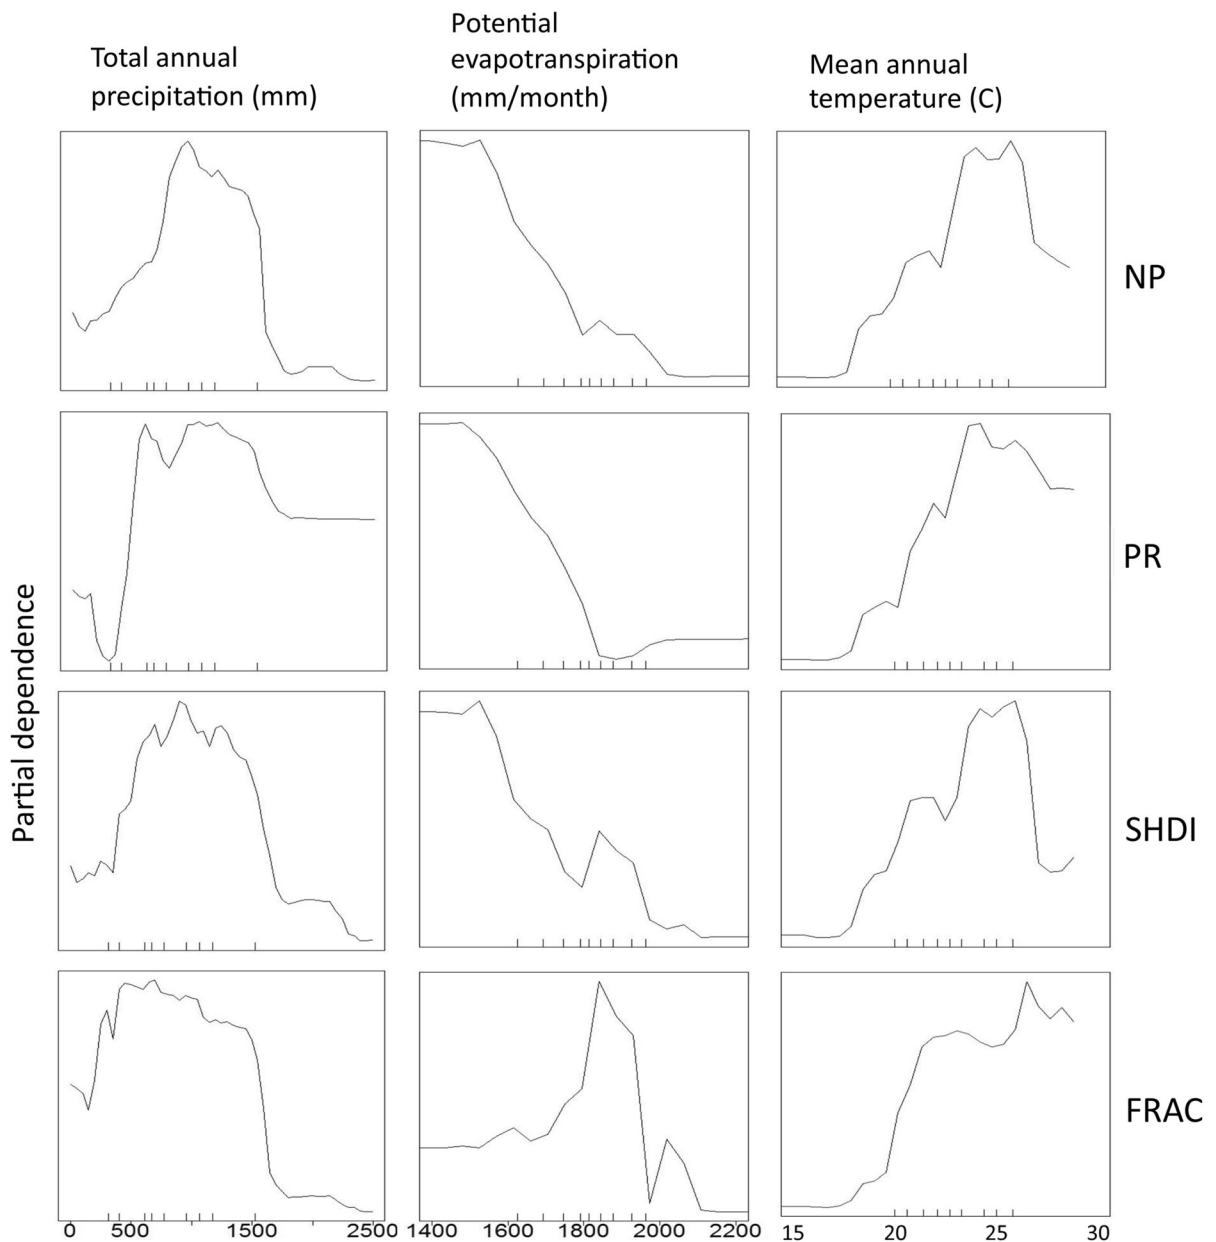 Total annual
precipitation (mm)
Potential
evapotranspiration
(mm/month)
Mean annual
temperature (C)
NP
PR
SHDI
FRAC
Partial dependence
0 500 1500 2500
1400 1600 1800 2000 2200
15 20 25 30